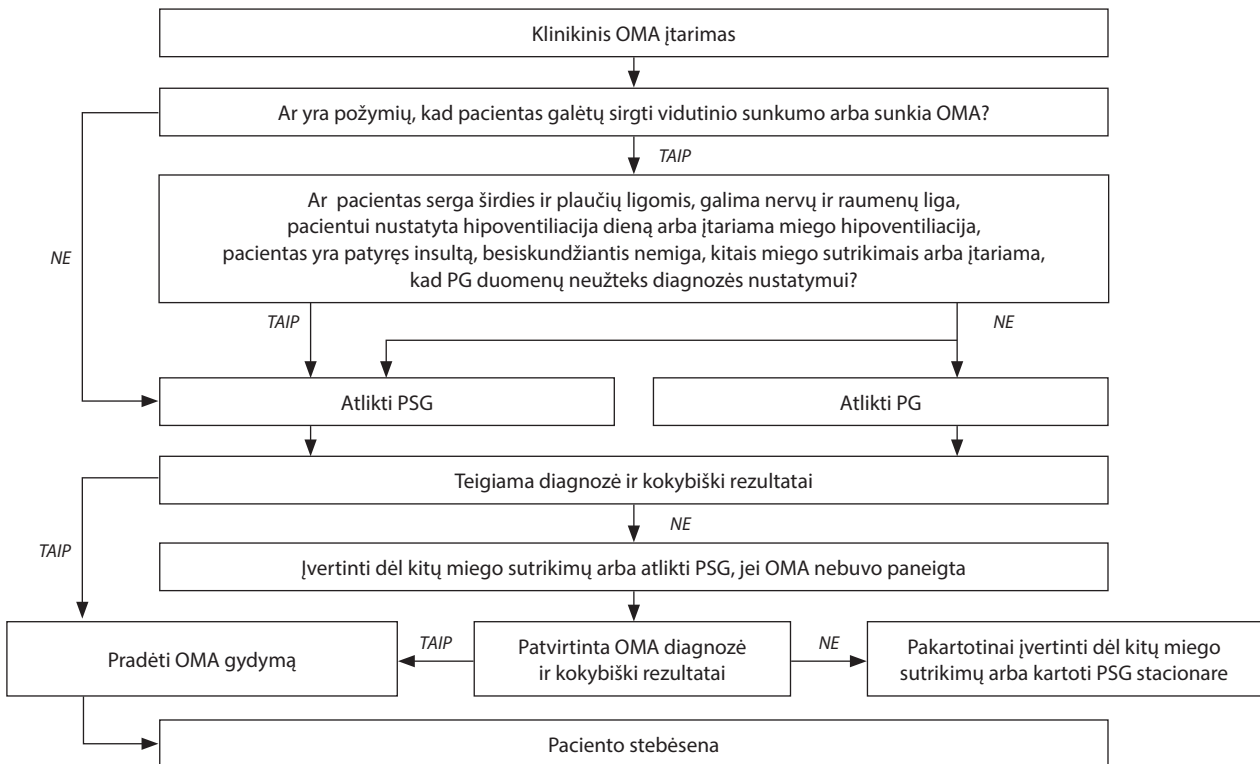 Klinikinis OMA įtarimas
Ar yra požymių, kad pacientas galėtų sirgti vidutinio sunkumo arba sunkia OMA?
TAIP
Ar pacientas serga širdies ir plaučių ligomis, galima nervų ir raumenų liga,
pacientui nustatyta hipoventiliacija dieną arba įtariama miego hipoventiliacija,
pacientas yra patyręs insultą, besiskundžiantis nemiga, kitais miego sutrikimais arba įtariama,
kad PG duomenų neužteks diagnozės nustatymui?
NE
TAIP
NE
Atlikti PSG
Atlikti PG
Teigiama diagnozė ir kokybiški rezultatai
NE
TAIP
Įvertinti dėl kitų miego sutrikimų arba atlikti PSG, jei OMA nebuvo paneigta
Pradėti OMA gydymą
TAIP
Patvirtinta OMA diagnozė
ir kokybiški rezultatai
NE
Pakartotinai įvertinti dėl kitų miego
sutrikimų arba kartoti PSG stacionare
Paciento stebėsena